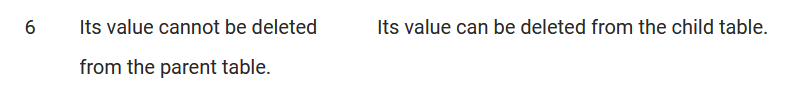 6 Its value cannot be deleted Its value can be deleted from the child table.
from the parent table.